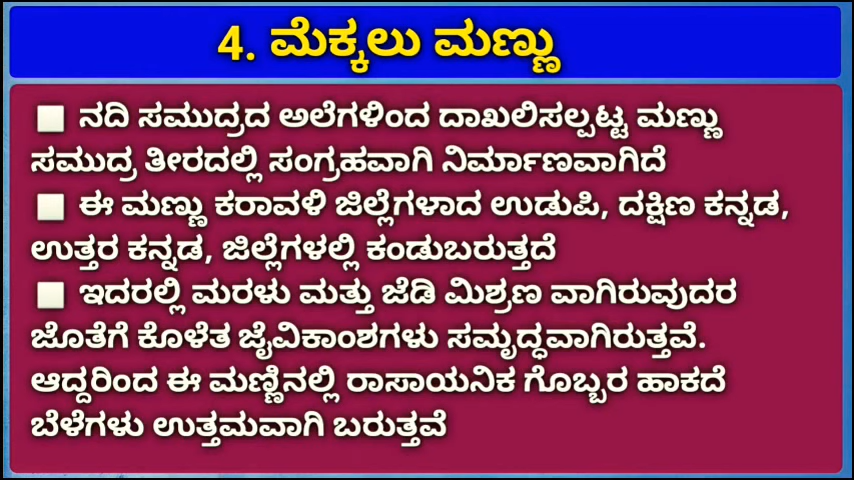 4. ಮೆಕ್ಕಲು ಮಣ್ಣು
◻ ನದಿ ಸಮುದ್ರದ ಅಲೆಗಳಿಂದ ದಾಖಲಿಸಲ್ಪಟ್ಟ ಮಣ್ಣು
ಸಮುದ್ರ ತೀರದಲ್ಲಿ ಸಂಗ್ರಹವಾಗಿ ನಿರ್ಮಾಣವಾಗಿದೆ
◻ ಈ ಮಣ್ಣು ಕರಾವಳಿ ಜಿಲ್ಲೆಗಳಾದ ಉಡುಪಿ, ದಕ್ಷಿಣ ಕನ್ನಡ,
ಉತ್ತರ ಕನ್ನಡ, ಜಿಲ್ಲೆಗಳಲ್ಲಿ ಕಂಡುಬರುತ್ತದೆ
◻ ಇದರಲ್ಲಿ ಮರಳು ಮತ್ತು ಜೆಡಿ ಮಿಶ್ರಣ ವಾಗಿರುವುದರ
ಜೊತೆಗೆ ಕೊಳೆತ ಜೈವಿಕಾಂಶಗಳು ಸಮೃದ್ಧವಾಗಿರುತ್ತವೆ.
ಆದ್ದರಿಂದ ಈ ಮಣ್ಣಿನಲ್ಲಿ ರಾಸಾಯನಿಕ ಗೊಬ್ಬರ ಹಾಕದೆ
ಬೆಳೆಗಳು ಉತ್ತಮವಾಗಿ ಬರುತ್ತವೆ